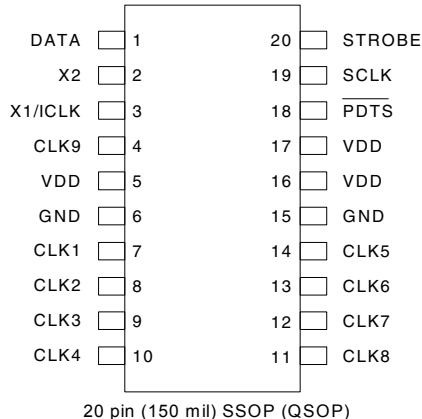 DATA 1 20 STROBE
X2 2 19 SCLK
X1/ICLK 3 18 PDTS
CLK9 4 17 VDD
VDD 5 16 VDD
GND 6 15 GND
CLK1 7 14 CLK5
CLK2 8 13 CLK6
CLK3 9 12 CLK7
CLK4 10 11 CLK8
20 pin (150 mil) SSOP (QSOP)